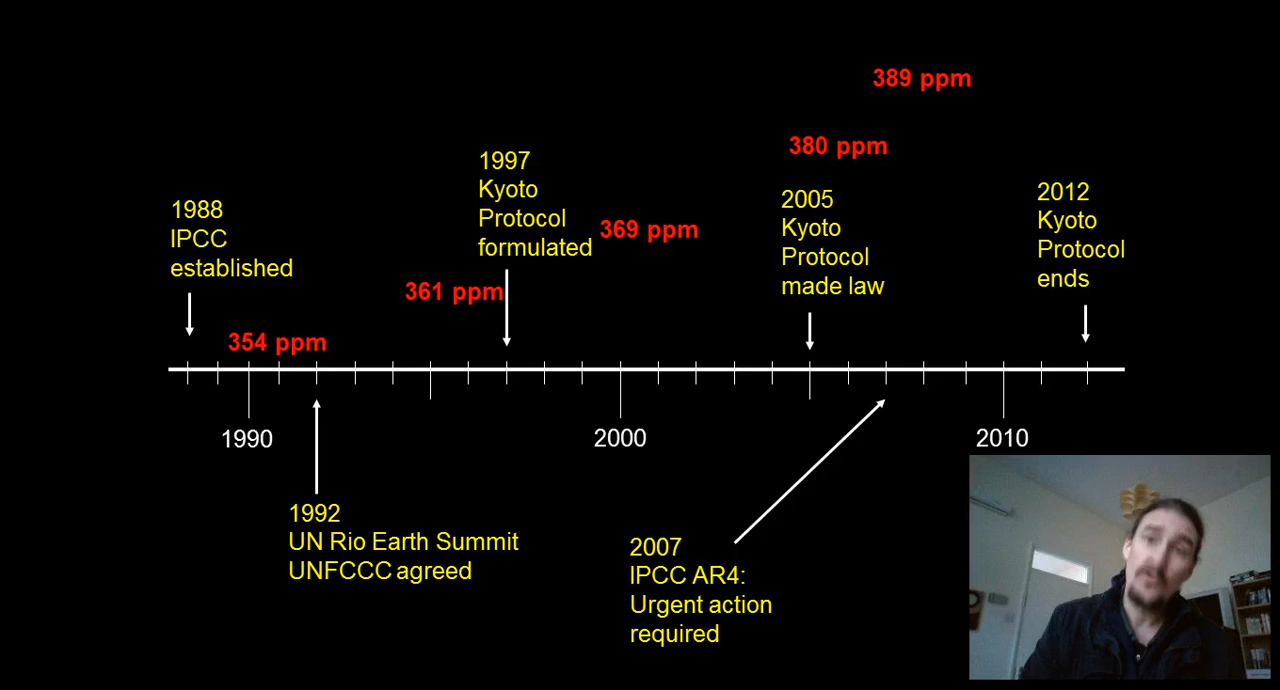 389 ppm
380 ppm
1997
Kyoto
Protocol
formulated
369 ppm
1988
IPCC
established
2005
Kyoto
Protocol
made law
2012
Kyoto
Protocol
ends
361 ppm
354 ppm
1990
2000
2010
1992
UN Rio Earth Summit
UNFCCC agreed
2007
IPCC AR4:
Urgent action
required